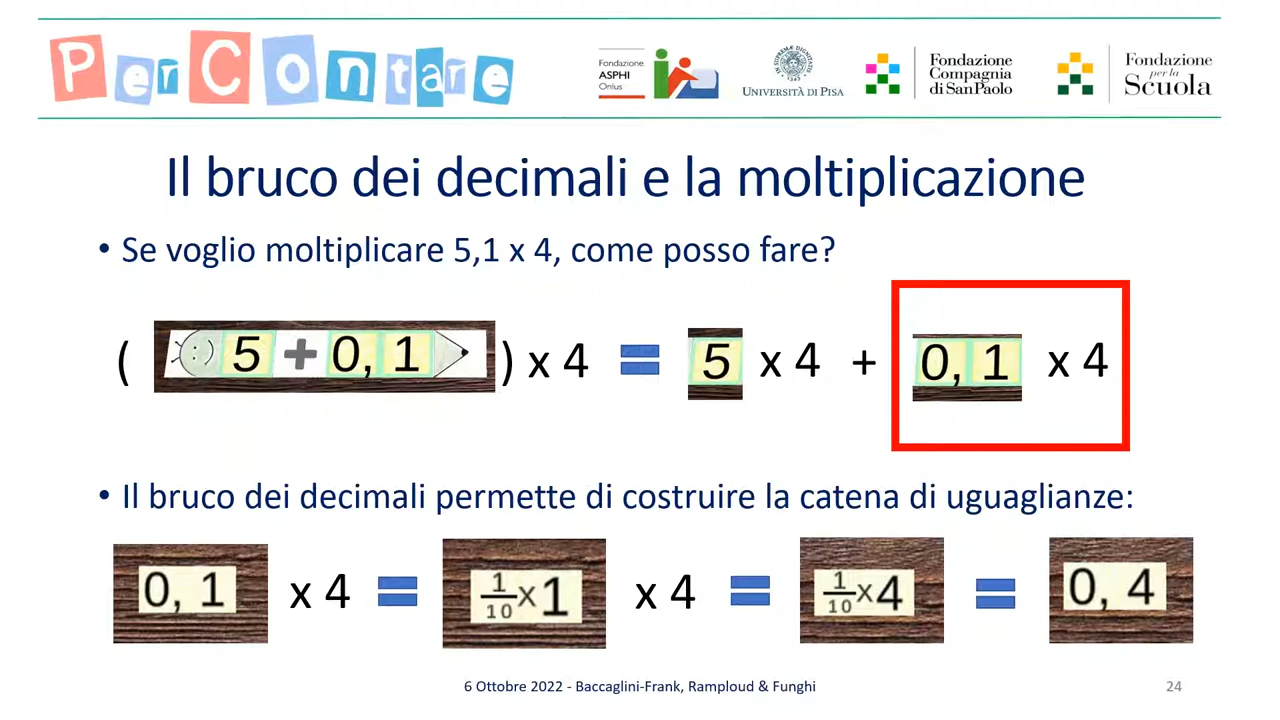 PerContare
Fondazione
ASPHI
Onlus
UNIVERSITÀ DI PISA
Fondazione
Compagnia
di San Paolo
Fondazione
per la
Scuola
Il bruco dei decimali e la moltiplicazione
• Se voglio moltiplicare 5,1 x 4, come posso fare?
( 5 + 0, 1 ) x 4 = 5 x 4 + 0, 1 x 4
• Il bruco dei decimali permette di costruire la catena di uguaglianze:
0, 1 x 4 = 1/10 x 1 x 4 = 1/10 x 4 = 0, 4
6 Ottobre 2022 - Baccaglini-Frank, Ramploud & Funghi
24